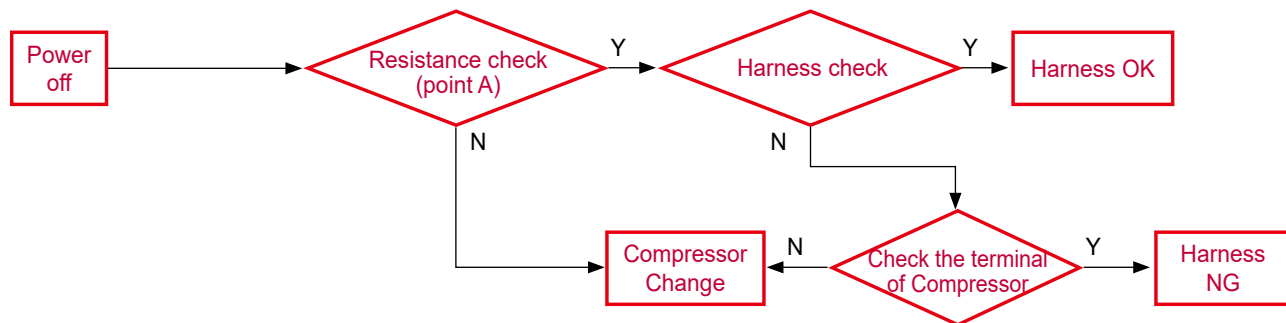 Power
off
Resistance check
(point A)
Y
Harness check
Y
Harness OK
N
N
Compressor
Change
N
Check the terminal
of Compressor
Y
Harness
NG